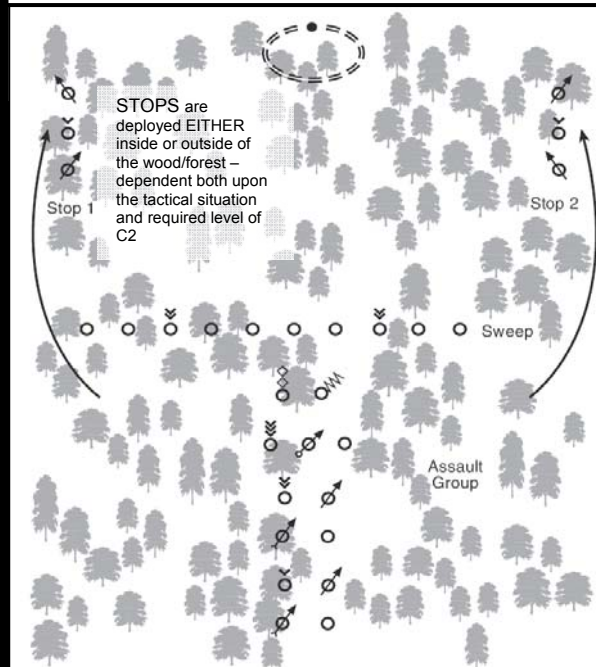 STOPS are
deployed EITHER
inside or outside of
the wood/forest –
dependent both upon
the tactical situation
and required level of
C2
Stop 1
Stop 2
Sweep
Assault
Group